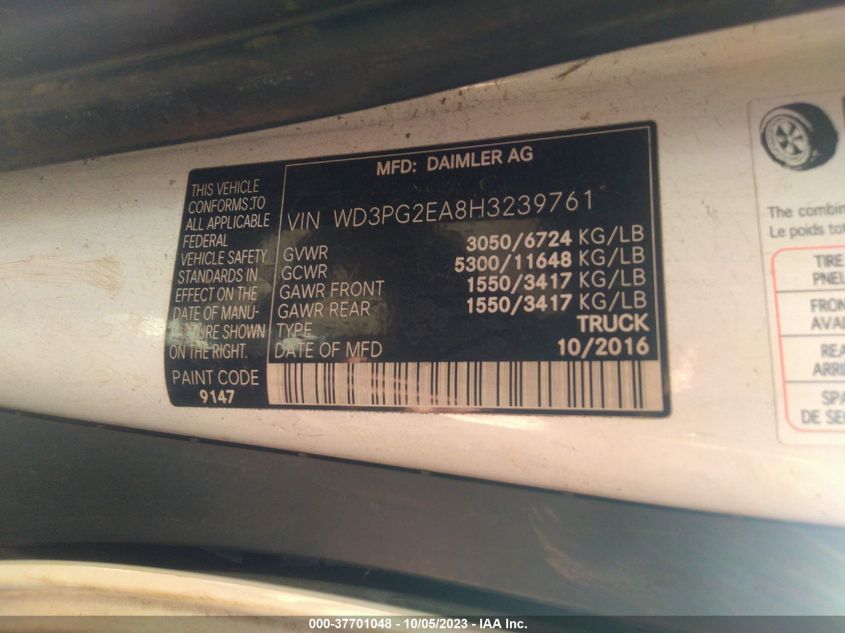 MFD: DAIMLER AG
THIS VEHICLE
CONFORMS TO
ALL APPLICABLE
FEDERAL
VEHICLE SAFETY
STANDARDS IN
EFFECT ON THE
DATE OF MANU-
FACTURE SHOWN
ON THE RIGHT.
PAINT CODE
9147
VIN WD3PG2EA8H3239761
GVWR 3050/6724 KG/LB
GCWR 5300/11648 KG/LB
GAWR FRONT 1550/3417 KG/LB
GAWR REAR 1550/3417 KG/LB
TYPE TRUCK
DATE OF MFD 10/2016
The combin
Le poids tot
TIRE
PNEU
FRON
AVA
REA
ARRI
SPA
DE SE
000-37701048 - 10/05/2023 - IAA Inc.